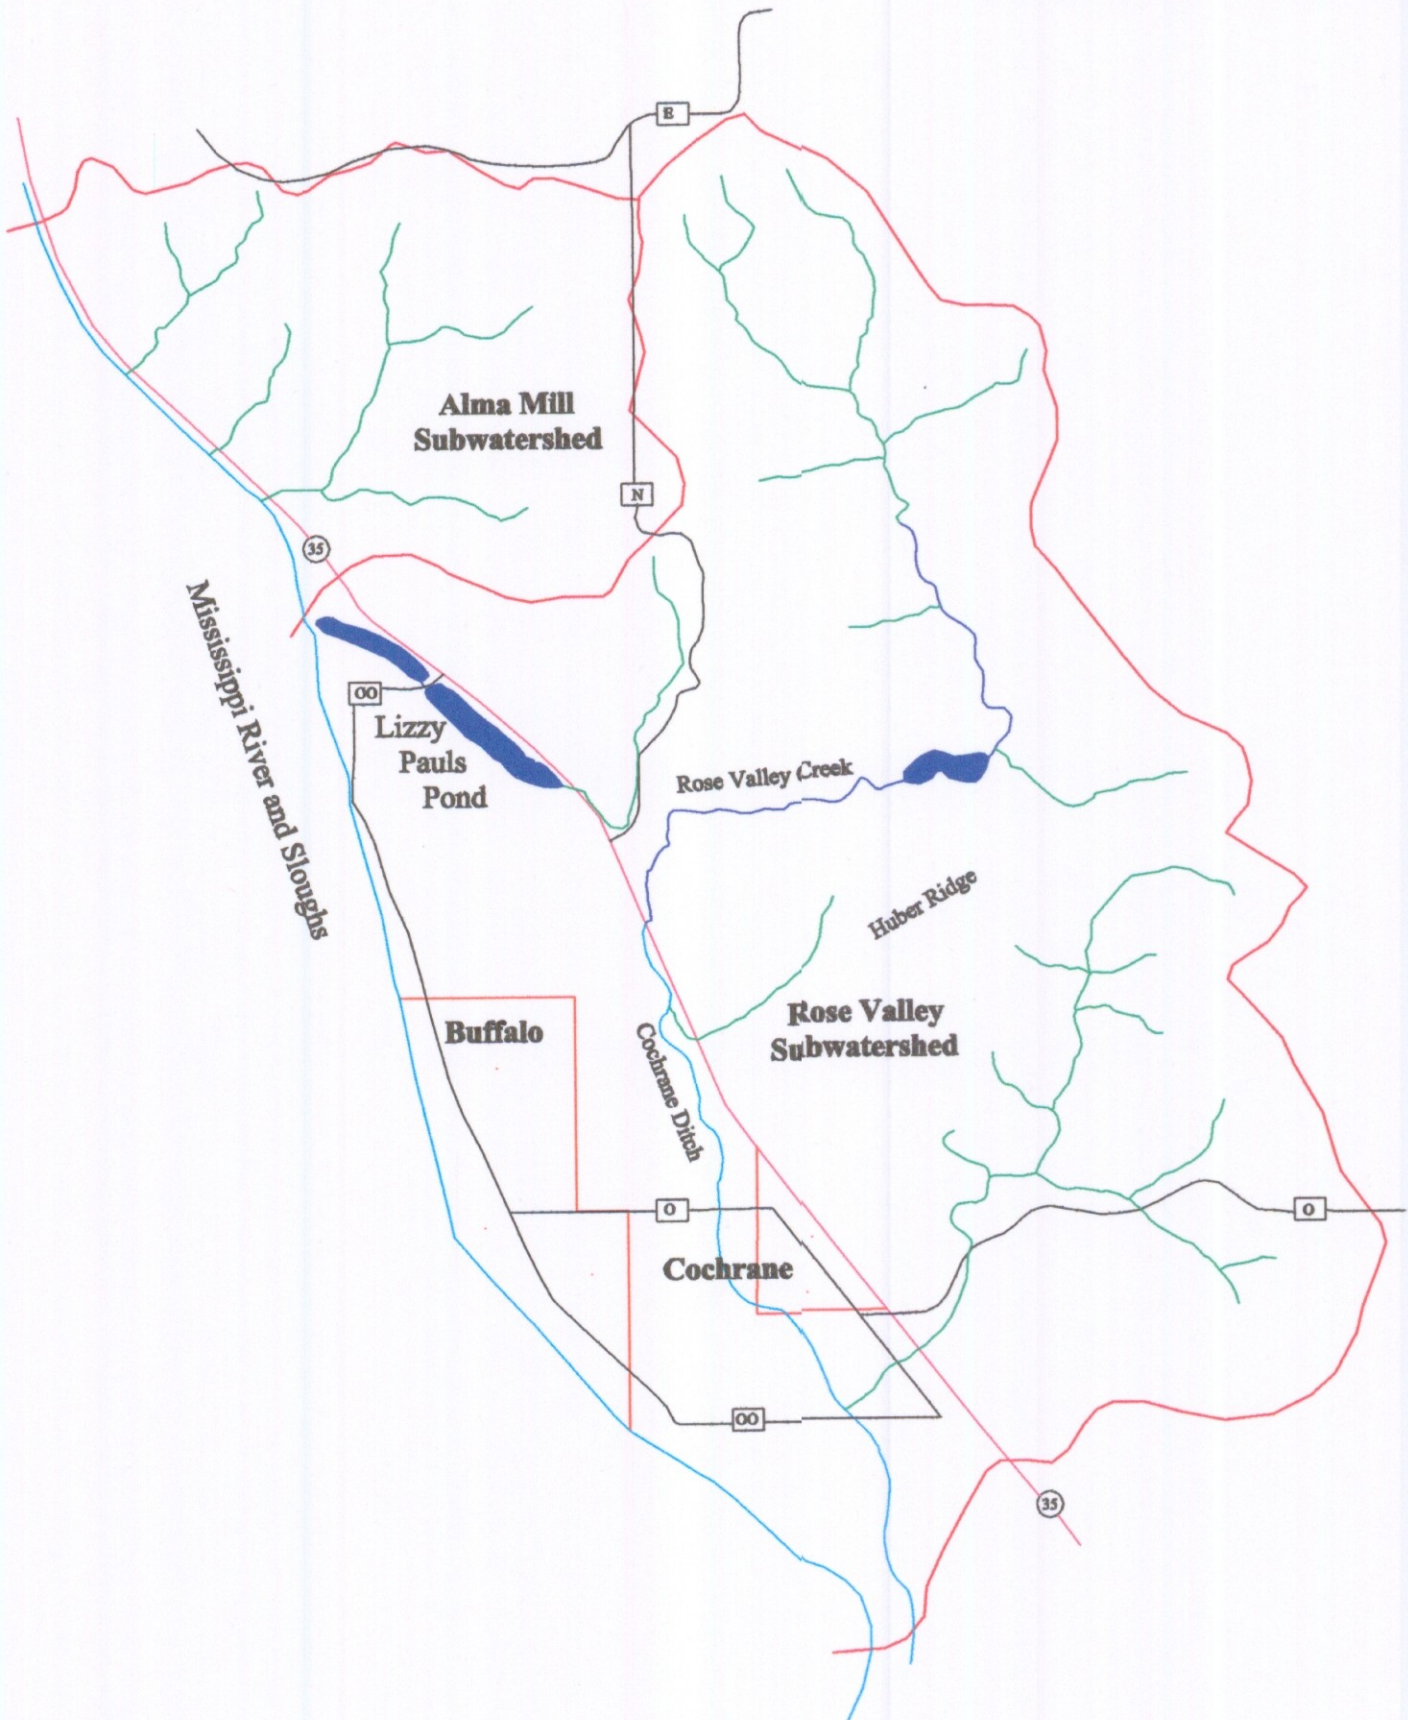 E
Alma Mill
Subwatershed
N
35
Mississippi River and Sloughs
OO
Lizzy
Pauls
Pond
Rose Valley Creek
Huber Ridge
Rose Valley
Subwatershed
Buffalo
Cochrane Ditch
O
O
Cochrane
OO
35